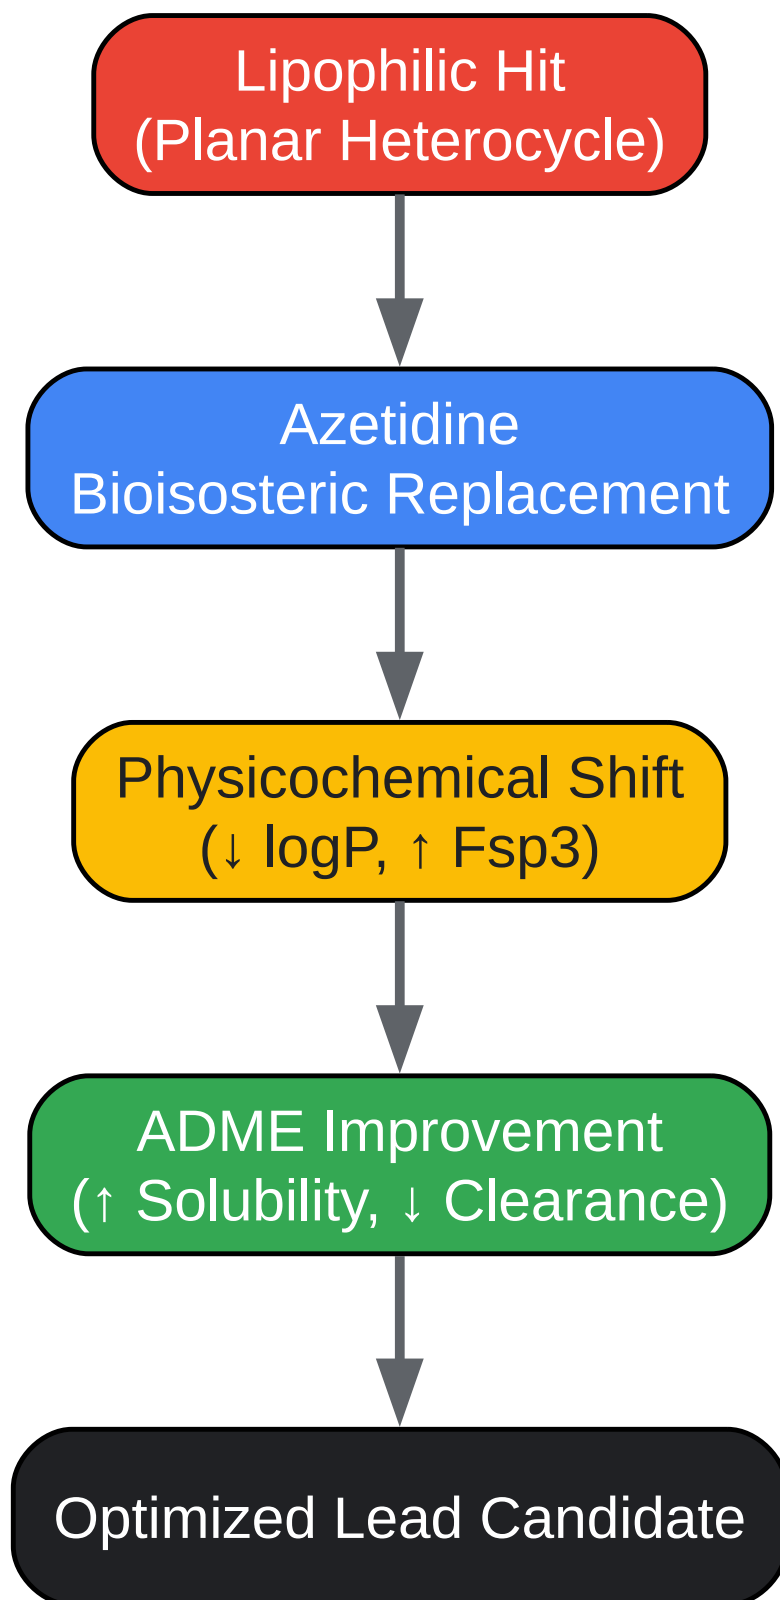 Lipophilic Hit
(Planar Heterocycle)
Azetidine
Bioisosteric Replacement
Physicochemical Shift
(↓ logP, ↑ Fsp3)
ADME Improvement
(↑ Solubility, ↓ Clearance)
Optimized Lead Candidate